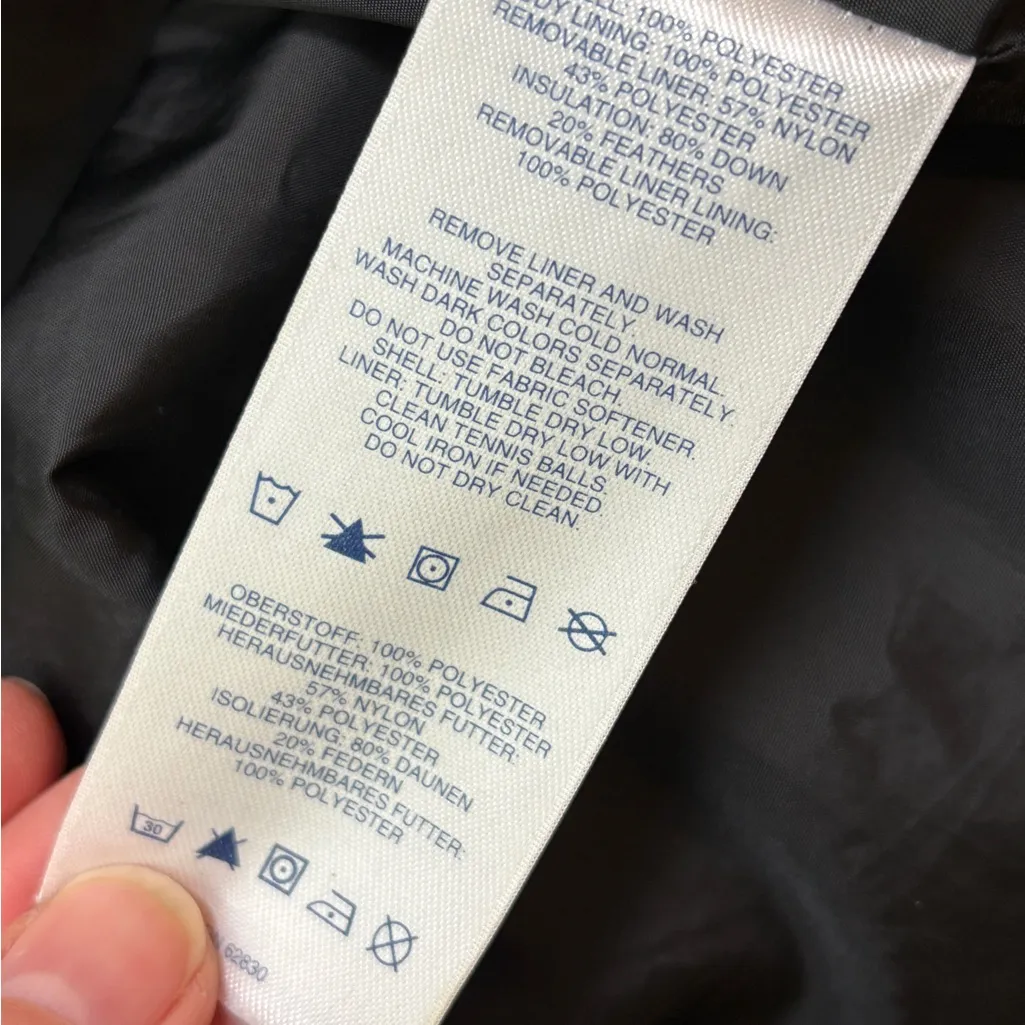 100% POLYESTER
LINING: 100% POLYESTER
REMOVABLE LINER: 57% NYLON
43% POLYESTER
INSULATION: 80% DOWN
20% FEATHERS
REMOVABLE LINER LINING:
100% POLYESTER
REMOVE LINER AND WASH
SEPARATELY.
MACHINE WASH COLD NORMAL.
WASH DARK COLORS SEPARATELY.
DO NOT BLEACH.
DO NOT USE FABRIC SOFTENER.
SHELL: TUMBLE DRY LOW.
LINER: TUMBLE DRY LOW WITH
CLEAN TENNIS BALLS.
COOL IRON IF NEEDED.
DO NOT DRY CLEAN.
OBERSTOFF: 100% POLYESTER
MIEDERFUTTER: 100% POLYESTER
HERAUSNEHMBARES FUTTER:
57% NYLON
43% POLYESTER
ISOLIERUNG: 80% DAUNEN
20% FEDERN
HERAUSNEHMBARES FUTTER:
100% POLYESTER
30
62830